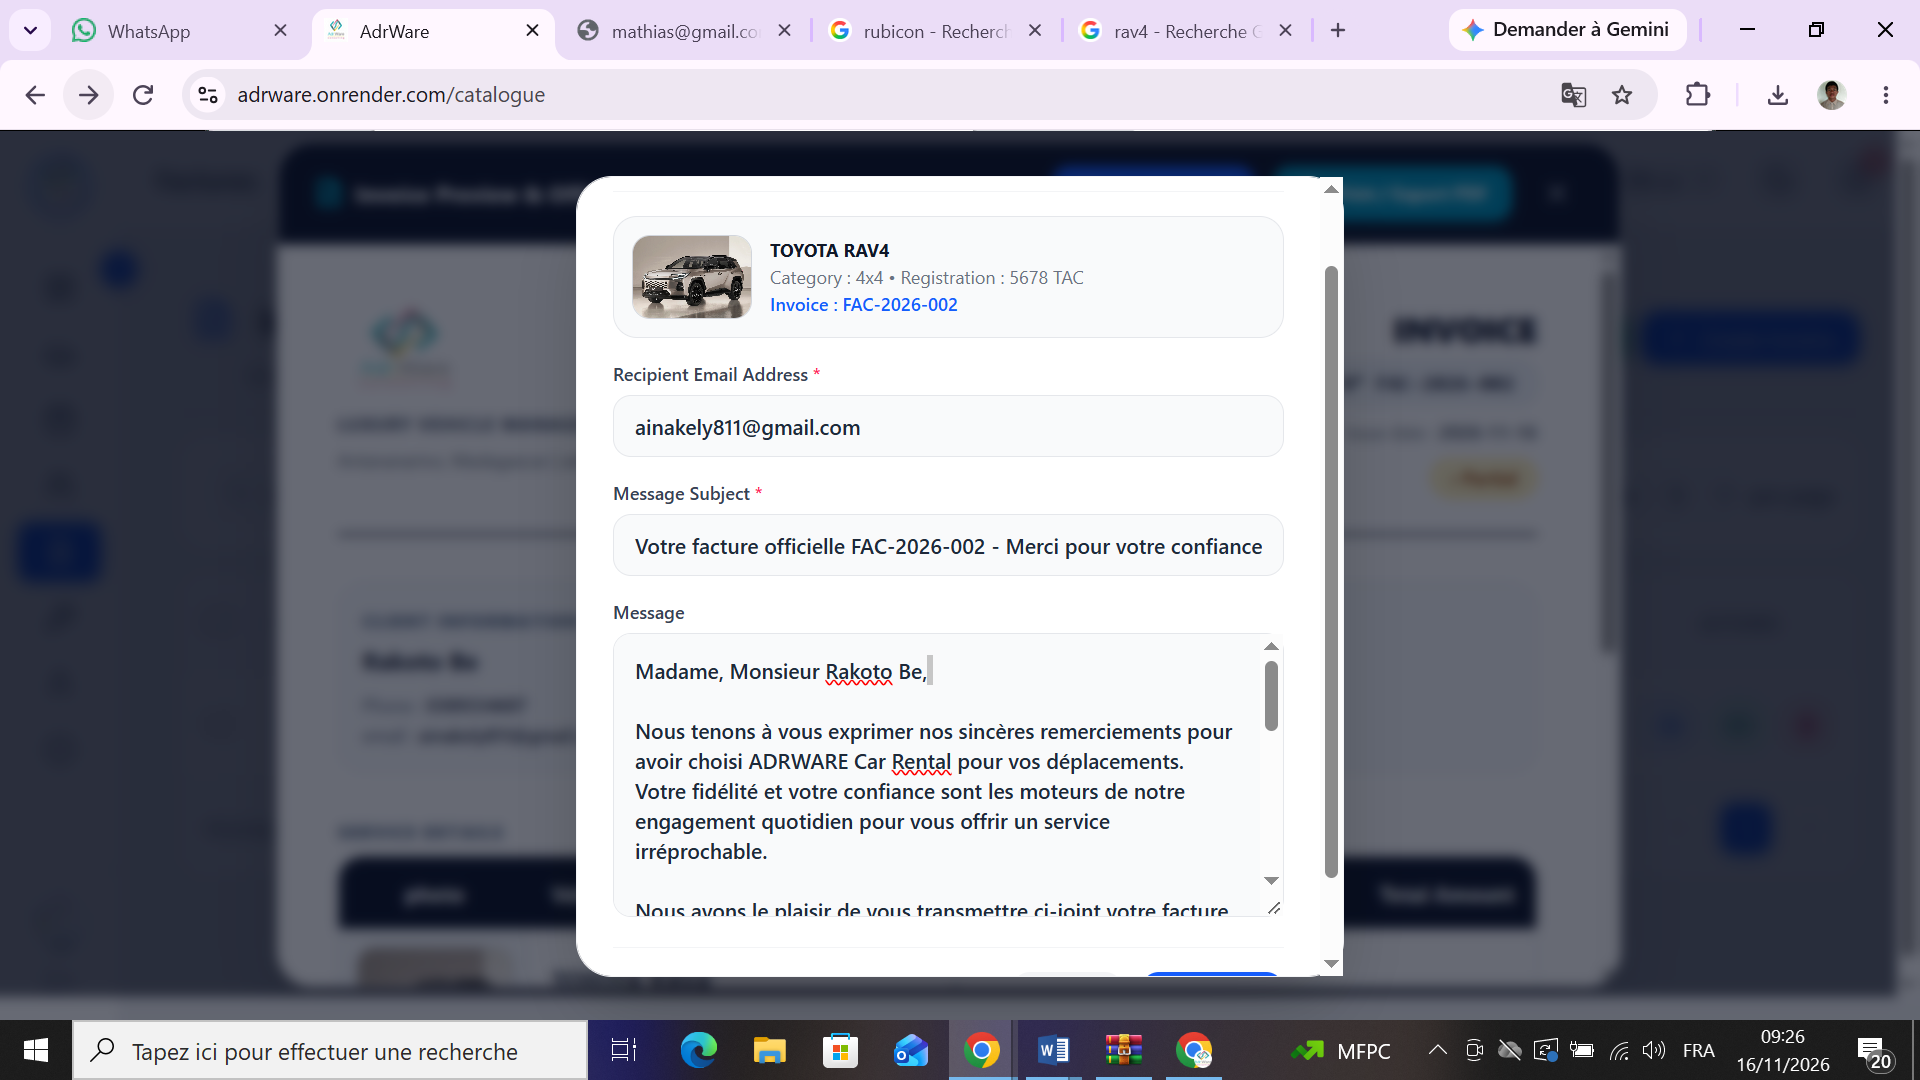 WhatsApp
AdrWare
mathias@gmail.co
rubicon - Recherch
rav4 - Recherche G
Demander à Gemini
adrware.onrender.com/catalogue
TOYOTA RAV4
Category : 4x4 • Registration : 5678 TAC
Invoice : FAC-2026-002
Recipient Email Address *
ainakely811@gmail.com
Message Subject *
Votre facture officielle FAC-2026-002 - Merci pour votre confiance
Message
Madame, Monsieur Rakoto Be,
Nous tenons à vous exprimer nos sincères remerciements pour
avoir choisi ADRWARE Car Rental pour vos déplacements.
Votre fidélité et votre confiance sont les moteurs de notre
engagement quotidien pour vous offrir un service
irréprochable.
Nous avons le plaisir de vous transmettre ci-joint votre facture
INVOICE
Rakoto Be
Total Amount
Tapez ici pour effectuer une recherche
MFPC
FRA
09:26
16/11/2026
20